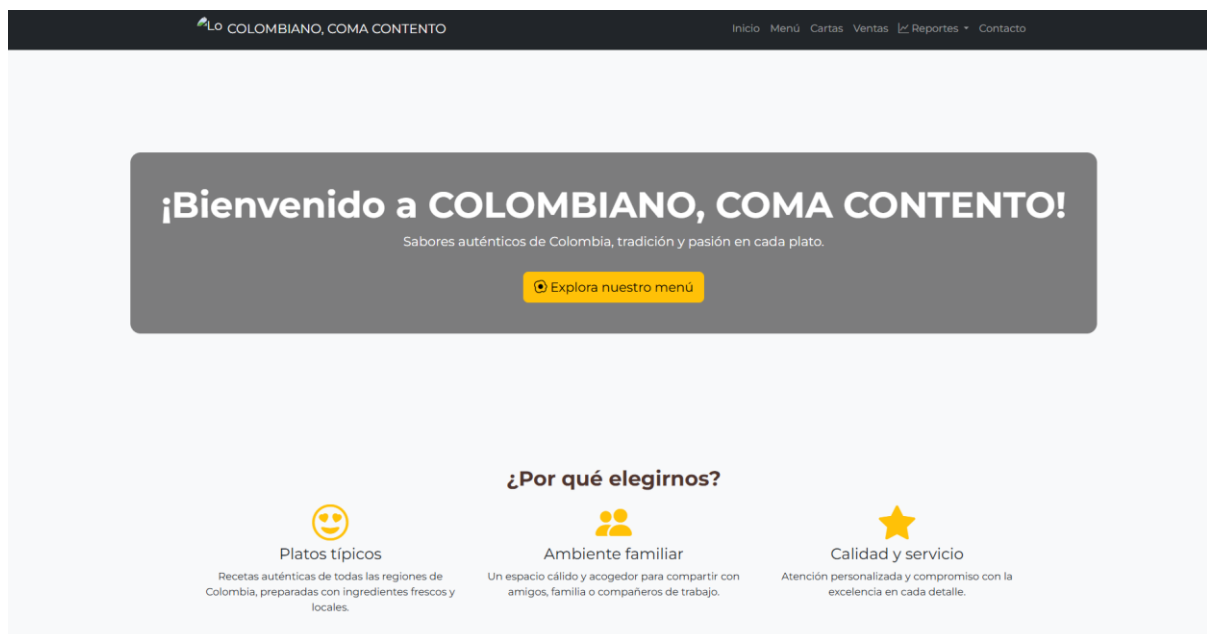 Lo COLOMBIANO, COMA CONTENTO
Inicio Menú Cartas Ventas Reportes Contacto
¡Bienvenido a COLOMBIANO, COMA CONTENTO!
Sabores auténticos de Colombia, tradición y pasión en cada plato.
Explora nuestro menú
¿Por qué elegirnos?
Platos típicos
Recetas auténticas de todas las regiones de
Colombia, preparadas con ingredientes frescos y
locales.
Ambiente familiar
Un espacio cálido y acogedor para compartir con
amigos, familia o compañeros de trabajo.
Calidad y servicio
Atención personalizada y compromiso con la
excelencia en cada detalle.